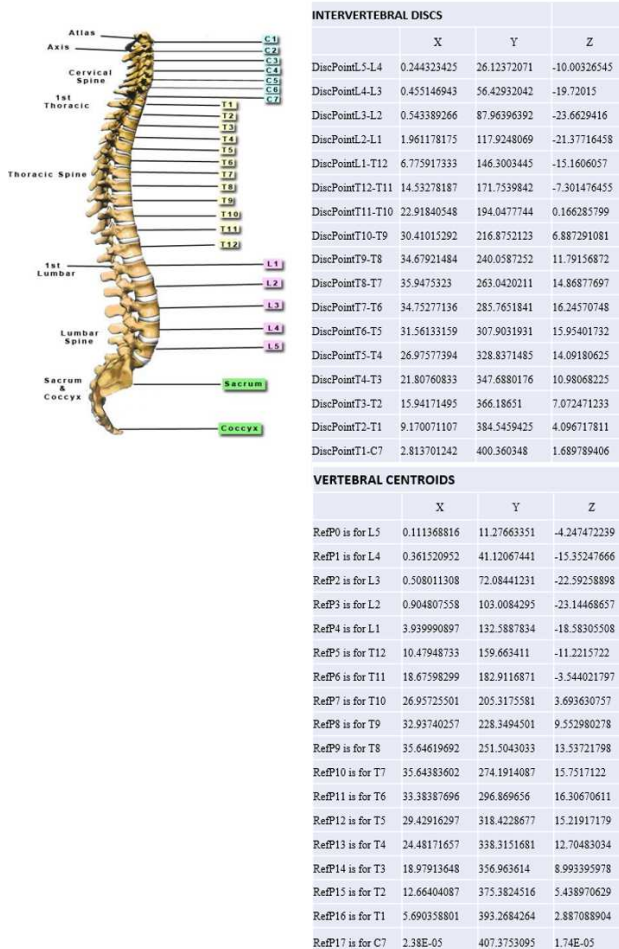 Atlas
Axis
Cervical
Spine
1st
Thoracic
Thoracic Spine
1st
Lumbar
Lumbar
Spine
Sacrum
&
Coccyx
C1
C2
C3
C4
C5
C6
C7
T1
T2
T3
T4
T5
T6
T7
T8
T9
T10
T11
T12
L1
L2
L3
L4
L5
Sacrum
Coccyx
INTERVERTEBRAL DISCS
X Y Z
DiscPointL5-L4 0.244323425 26.12372071 -10.00326545
DiscPointL4-L3 0.455146943 56.42932042 -19.72015
DiscPointL3-L2 0.543389266 87.96396392 -23.6629416
DiscPointL2-L1 1.961178175 117.9248069 -21.37716458
DiscPointL1-T12 6.775917333 146.3003445 -15.1606057
DiscPointT12-T11 14.53278187 171.7539842 -7.301476455
DiscPointT11-T10 22.91840548 194.0477744 0.166285799
DiscPointT10-T9 30.41015292 216.8752123 6.887291081
DiscPointT9-T8 34.67921484 240.0587252 11.79156872
DiscPointT8-T7 35.9475323 263.0420211 14.86877697
DiscPointT7-T6 34.75277136 285.7651841 16.24570748
DiscPointT6-T5 31.56133159 307.9031931 15.95401732
DiscPointT5-T4 26.97577394 328.8371485 14.09180625
DiscPointT4-T3 21.80760833 347.6880176 10.98068225
DiscPointT3-T2 15.94171495 366.18651 7.072471233
DiscPointT2-T1 9.170071107 384.5459425 4.096717811
DiscPointT1-C7 2.813701242 400.360348 1.689789406
VERTEBRAL CENTROIDS
X Y Z
RefP0 is for L5 0.111368816 11.27663351 -4.247472239
RefP1 is for L4 0.361520952 41.12067441 -15.35247666
RefP2 is for L3 0.508011308 72.08441231 -22.59258898
RefP3 is for L2 0.904807558 103.0084295 -23.14468657
RefP4 is for L1 3.939990897 132.5887834 -18.58305508
RefP5 is for T12 10.47948733 159.663411 -11.2215722
RefP6 is for T11 18.67598299 182.9116871 -3.544021797
RefP7 is for T10 26.95725501 205.3175581 3.693630757
RefP8 is for T9 32.93740257 228.3494501 9.552980278
RefP9 is for T8 35.64619692 251.5043033 13.53721798
RefP10 is for T7 35.64383602 274.1914087 15.7517122
RefP11 is for T6 33.38387696 296.869656 16.30670611
RefP12 is for T5 29.42916297 318.4228677 15.21917179
RefP13 is for T4 24.48171657 338.3151681 12.70483034
RefP14 is for T3 18.97913648 356.963614 8.993395978
RefP15 is for T2 12.66404087 375.3824516 5.438970629
RefP16 is for T1 5.690358801 393.2684264 2.887088904
RefP17 is for C7 2.38E-05 407.3753095 1.74E-05